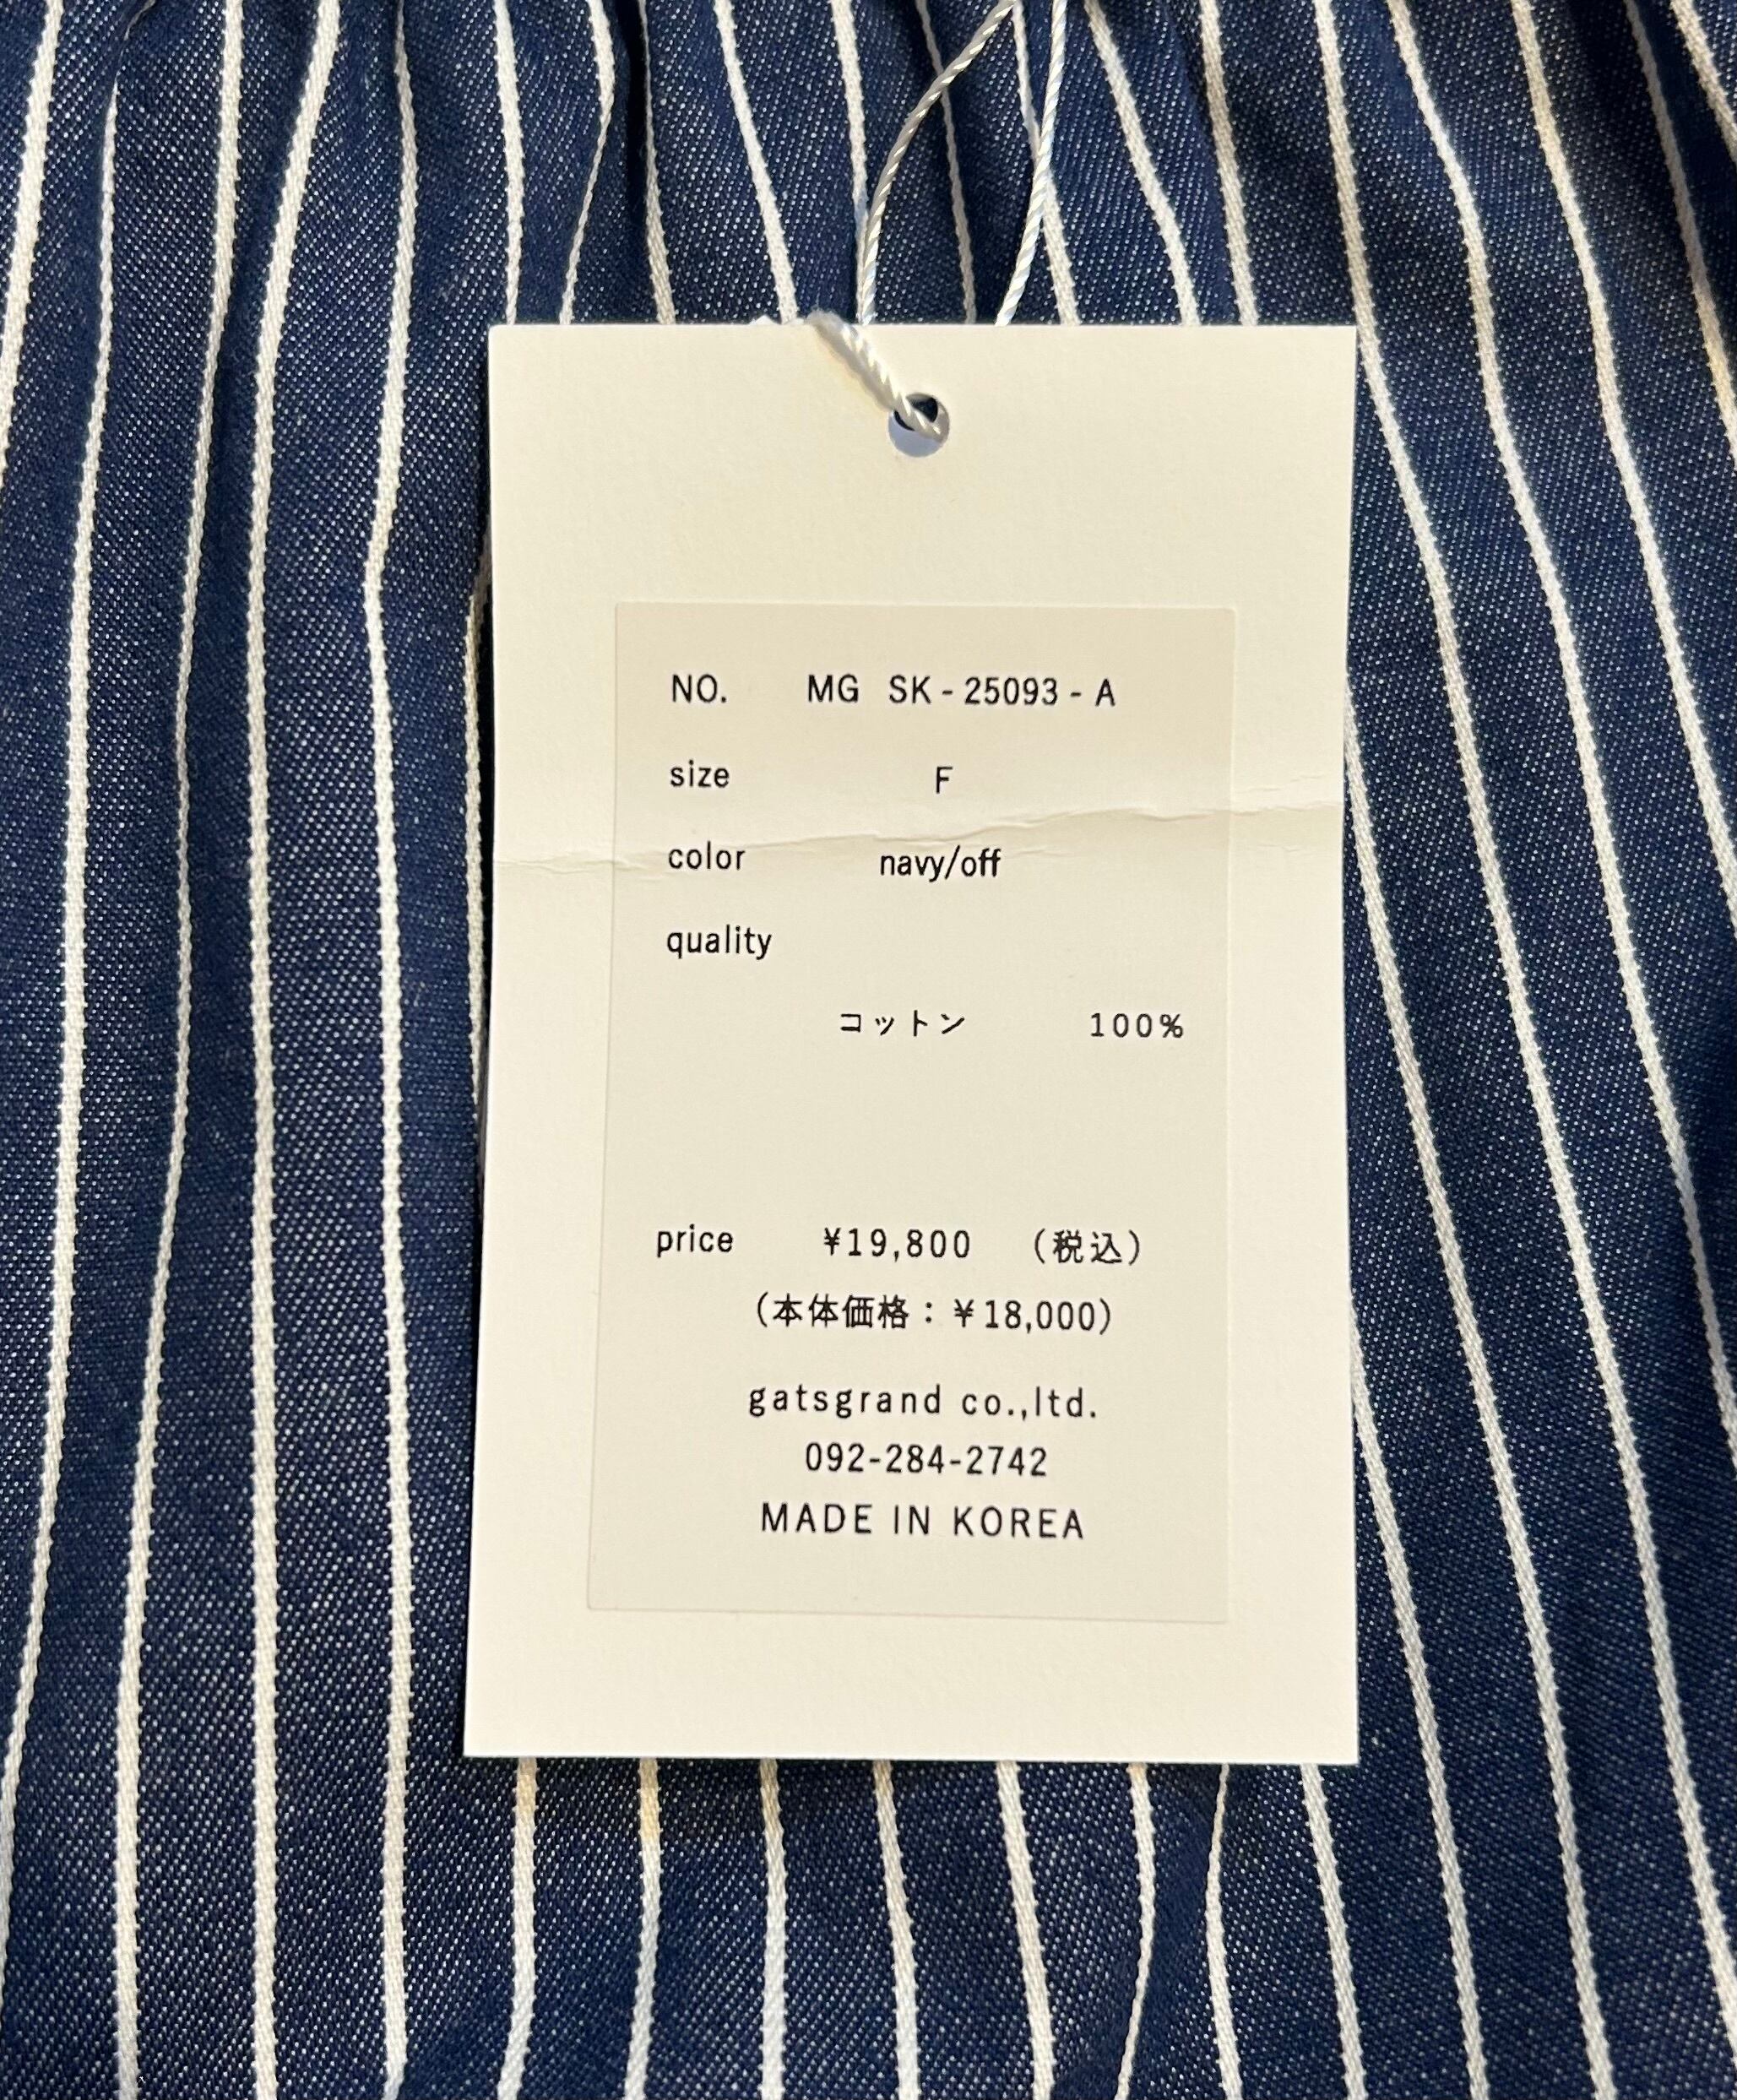 NO. MG SK-25093-A
size F
color navy/off
quality
コットン 100%
price ¥19,800 (税込)
(本体価格：¥18,000)
gatsgrand co.,ltd.
092-284-2742
MADE IN KOREA